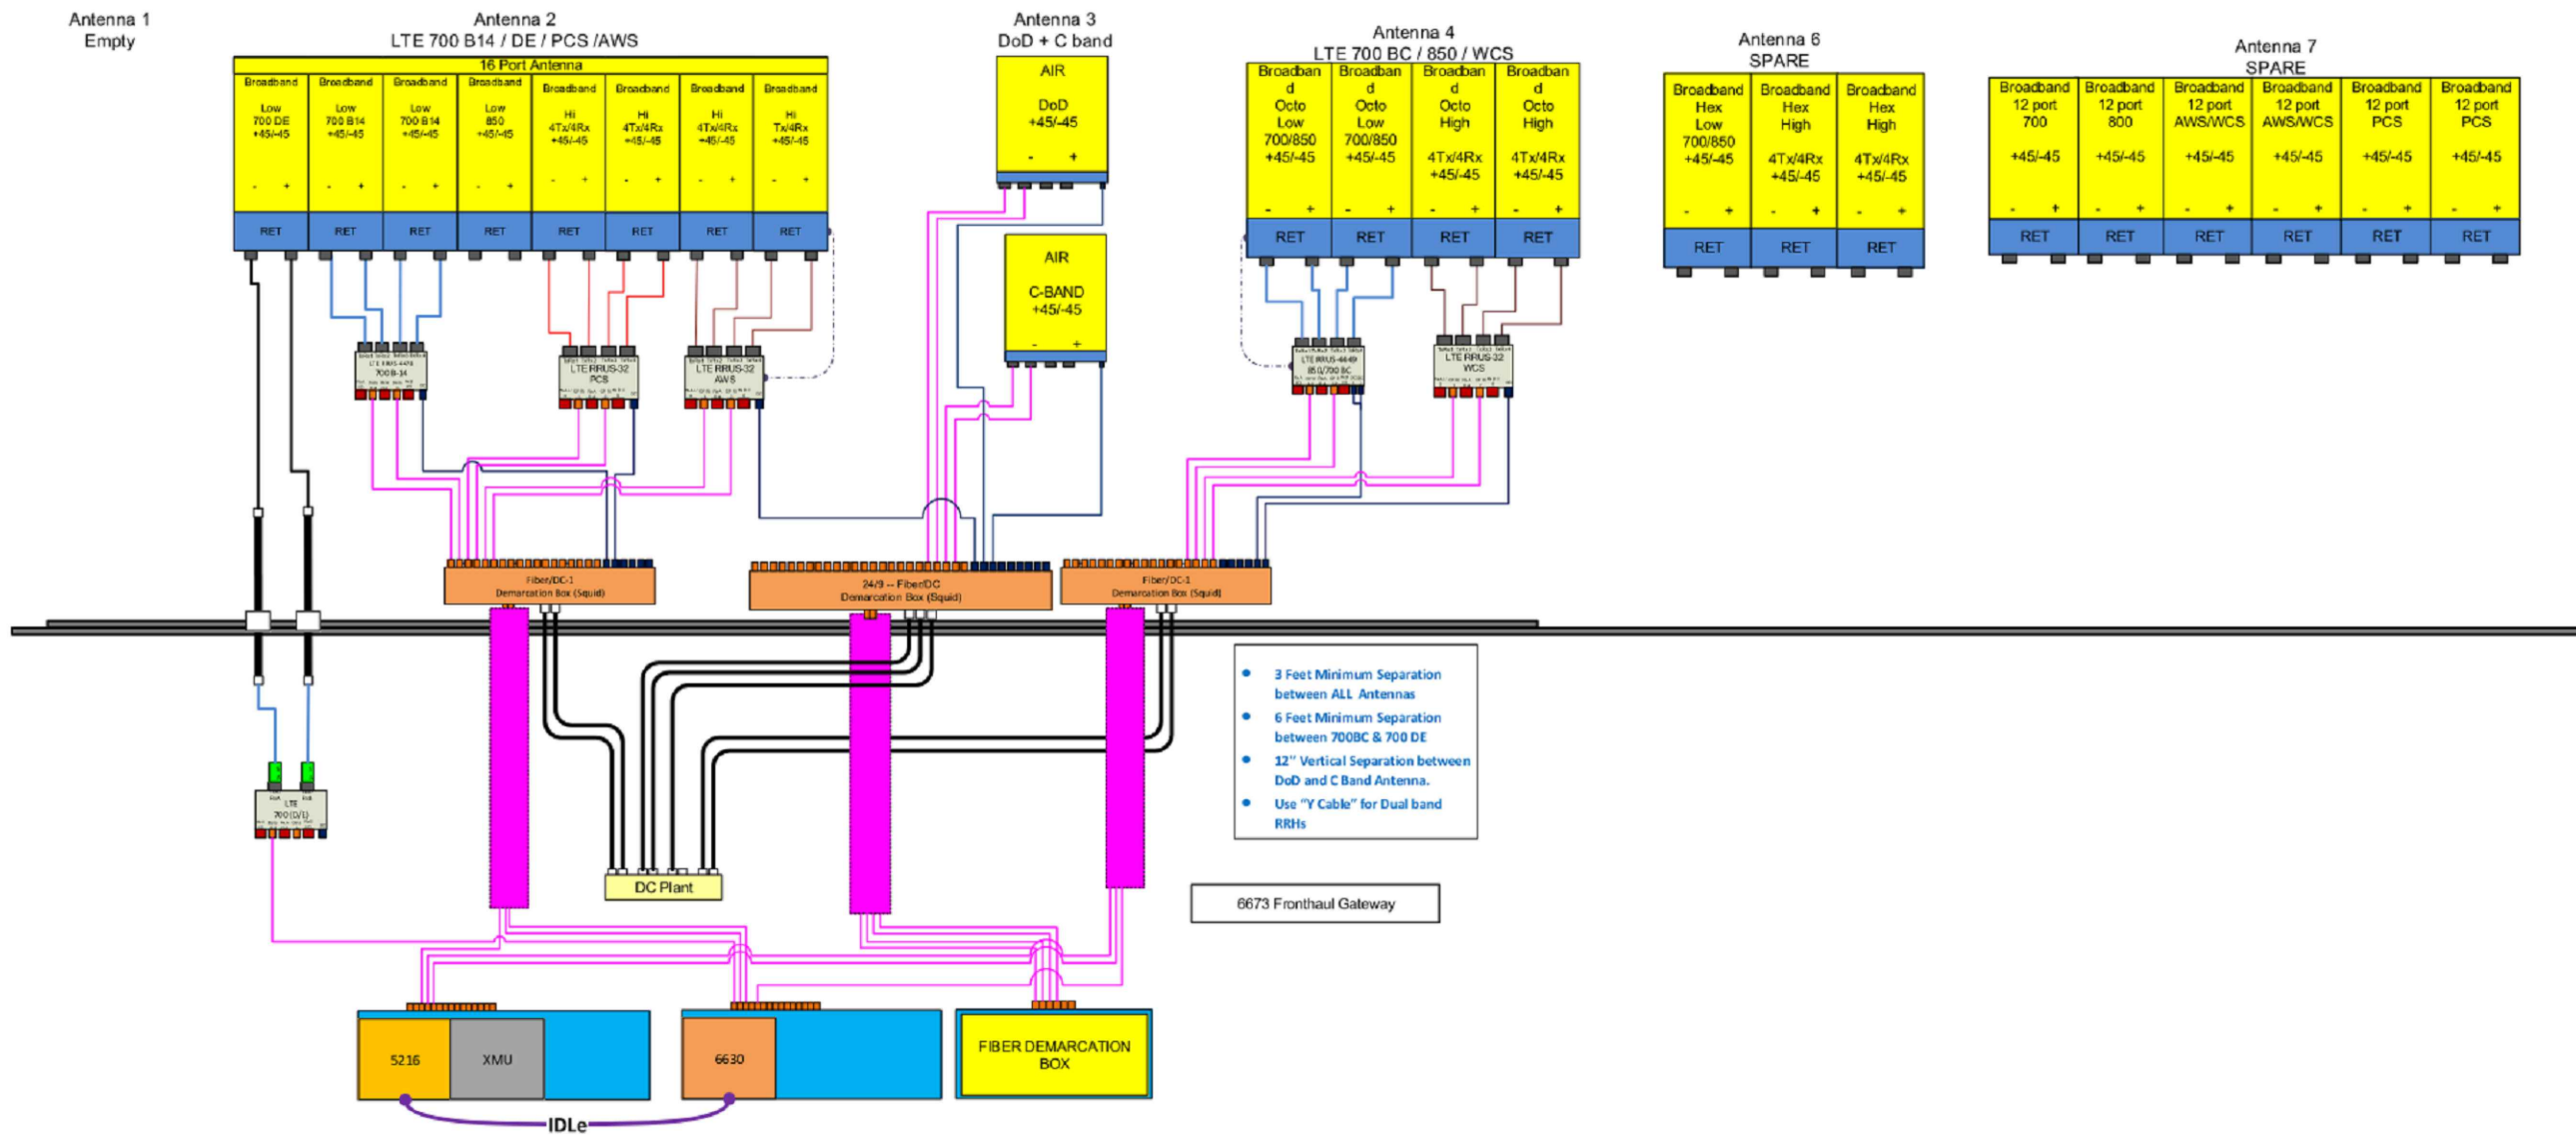 Antenna 1
Empty
Antenna 2
LTE 700 B14 / DE / PCS /AWS
16 Port Antenna
Broadband
Low
700 DE
+45/-45
- +
RET
Broadband
Low
700 B14
+45/-45
- +
RET
Broadband
Low
700 B14
+45/-45
- +
RET
Broadband
Low
850
+45/-45
- +
RET
Broadband
Hi
4Tx/4Rx
+45/-45
- +
RET
Broadband
Hi
4Tx/4Rx
+45/-45
- +
RET
Broadband
Hi
4Tx/4Rx
+45/-45
- +
RET
Broadband
Hi
Tx/4Rx
+45/-45
- +
RET
Antenna 3
DoD + C band
AIR
DoD
+45/-45
- +
AIR
C-BAND
+45/-45
- +
Antenna 4
LTE 700 BC / 850 / WCS
Broadban
d
Octo
Low
700/850
+45/-45
- +
RET
Broadban
d
Octo
Low
700/850
+45/-45
- +
RET
Broadban
d
Octo
High
4Tx/4Rx
+45/-45
- +
RET
Broadban
d
Octo
High
4Tx/4Rx
+45/-45
- +
RET
Antenna 6
SPARE
Broadband
Hex
Low
700/850
+45/-45
- +
RET
Broadband
Hex
High
4Tx/4Rx
+45/-45
- +
RET
Broadband
Hex
High
4Tx/4Rx
+45/-45
- +
RET
Antenna 7
SPARE
Broadband
12 port
700
+45/-45
- +
RET
Broadband
12 port
800
+45/-45
- +
RET
Broadband
12 port
AWS/WCS
+45/-45
- +
RET
Broadband
12 port
AWS/WCS
+45/-45
- +
RET
Broadband
12 port
PCS
+45/-45
- +
RET
Broadband
12 port
PCS
+45/-45
- +
RET
700 B-14
LTE RRUS-32
PCS
LTE RRUS-32
AWS
LTE RRUS-4449
850/700 BC
LTE RRUS-32
WCS
Fiber/DC-1
Demarcation Box (Squid)
24/9 -- Fiber/DC
Demarcation Box (Squid)
Fiber/DC-1
Demarcation Box (Squid)
• 3 Feet Minimum Separation
between ALL Antennas
• 6 Feet Minimum Separation
between 700BC & 700 DE
• 12" Vertical Separation between
DoD and C Band Antenna.
• Use "Y Cable" for Dual band
RRHs
LTE
DC Plant
6673 Fronthaul Gateway
5216
XMU
6630
FIBER DEMARCATION
BOX
IDLe